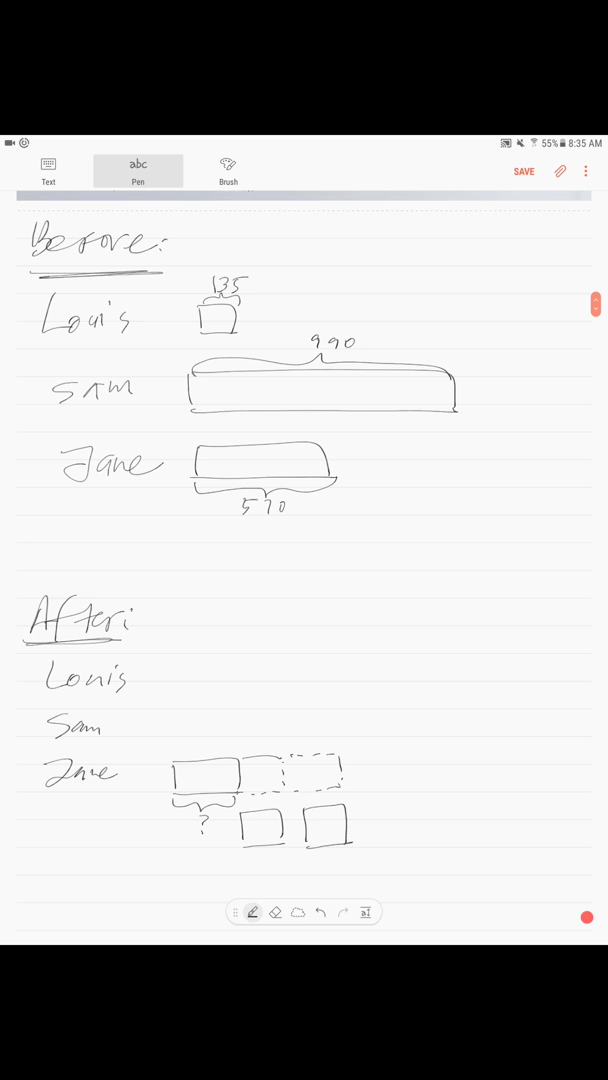 55% 8:35 AM
abc
Text Pen Brush SAVE
Before:
135
Louis
990
SAM
Jane
570
After:
Louis
Sam
Jane
?